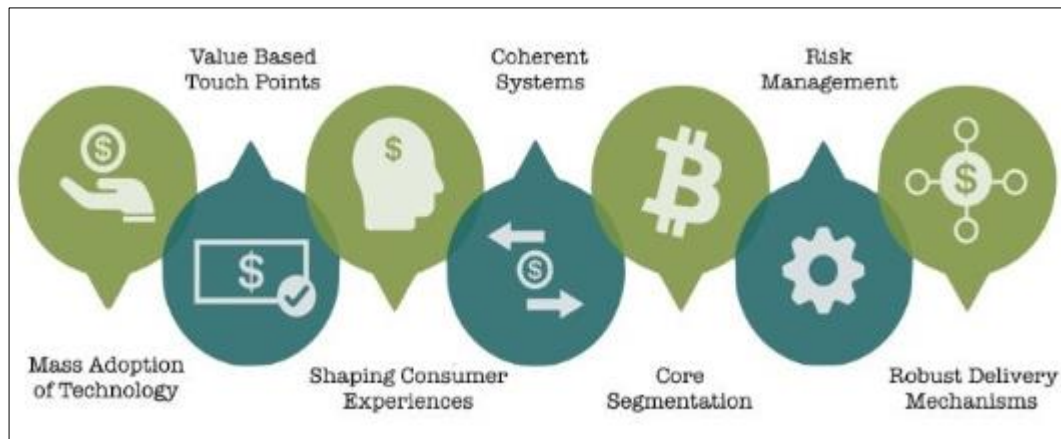 Value Based
Touch Points
Coherent
Systems
Risk
Management
$
$
$
$
$
Mass Adoption
of Technology
Shaping Consumer
Experiences
Core
Segmentation
Robust Delivery
Mechanisms